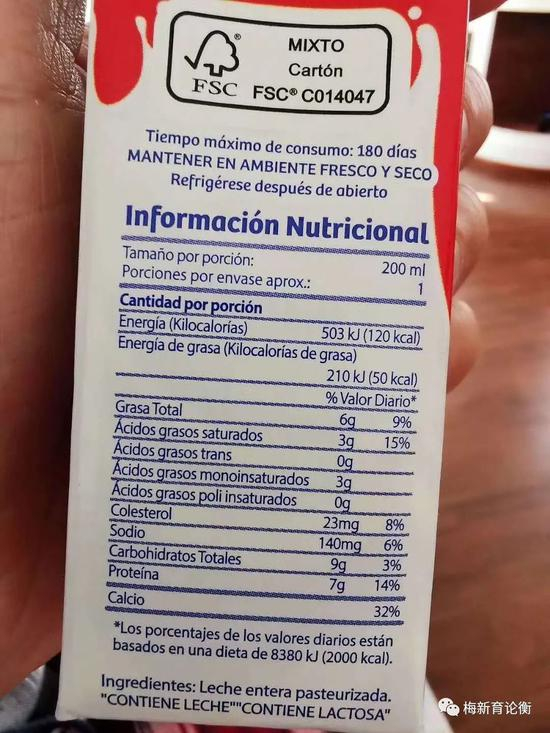 FSC®
MIXTO
Cartón
FSC® C014047
Tiempo máximo de consumo: 180 días
MANTENER EN AMBIENTE FRESCO Y SECO
Refrigérese después de abierto
Información Nutricional
Tamaño por porción: 200 ml
Porciones por envase aprox.: 1
Cantidad por porción
Energía (Kilocalorías) 503 kJ (120 kcal)
Energía de grasa (Kilocalorías de grasa)
210 kJ (50 kcal)
% Valor Diario*
Grasa Total 6g 9%
Ácidos grasos saturados 3g 15%
Ácidos grasos trans 0g
Ácidos grasos monoinsaturados 3g
Ácidos grasos poli insaturados 0g
Colesterol 23mg 8%
Sodio 140mg 6%
Carbohidratos Totales 9g 3%
Proteína 7g 14%
Calcio 32%
*Los porcentajes de los valores diarios están
basados en una dieta de 8380 kJ (2000 kcal).
Ingredientes: Leche entera pasteurizada.
"CONTIENE LECHE""CONTIENE LACTOSA"
梅新育论衡